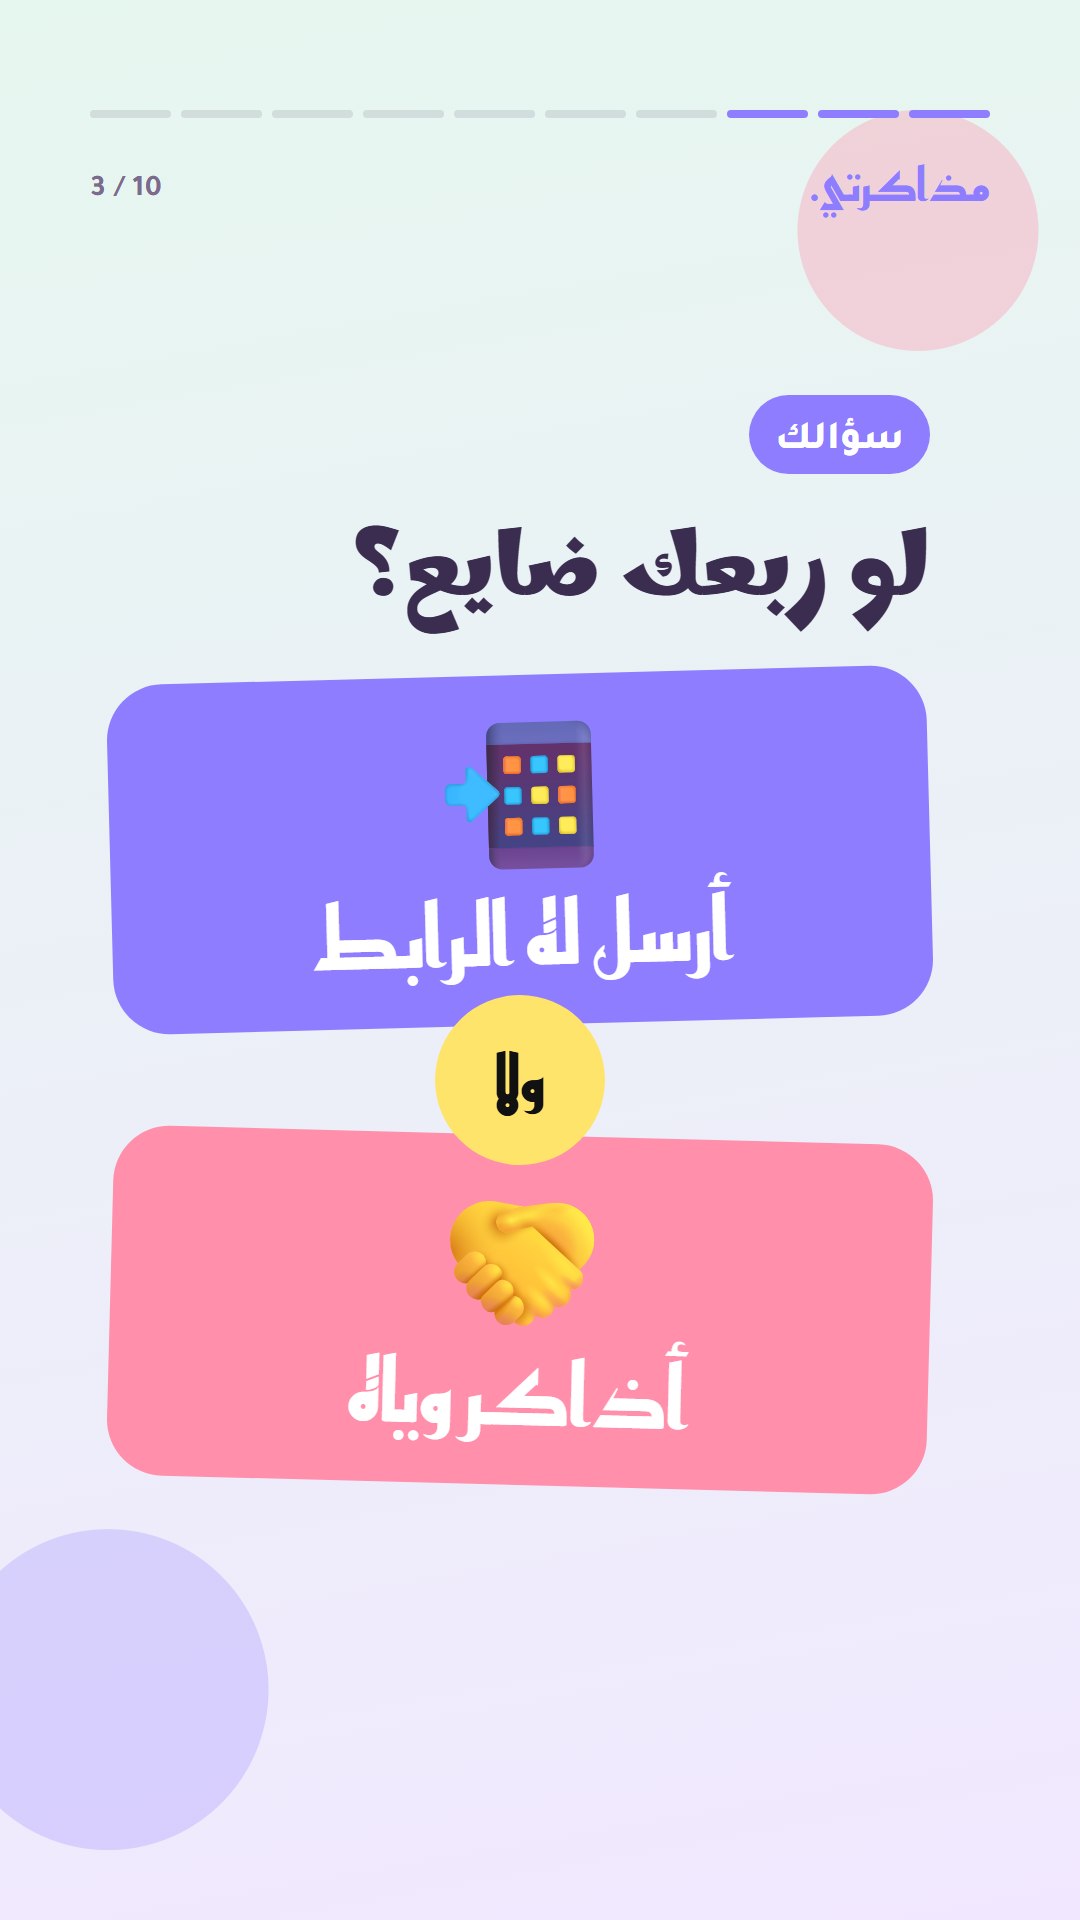 مذاكرتي.
3 / 10
سؤالك
لو ربعك ضايع؟
أرسل له الرابط
ولا
أذاكر وياه